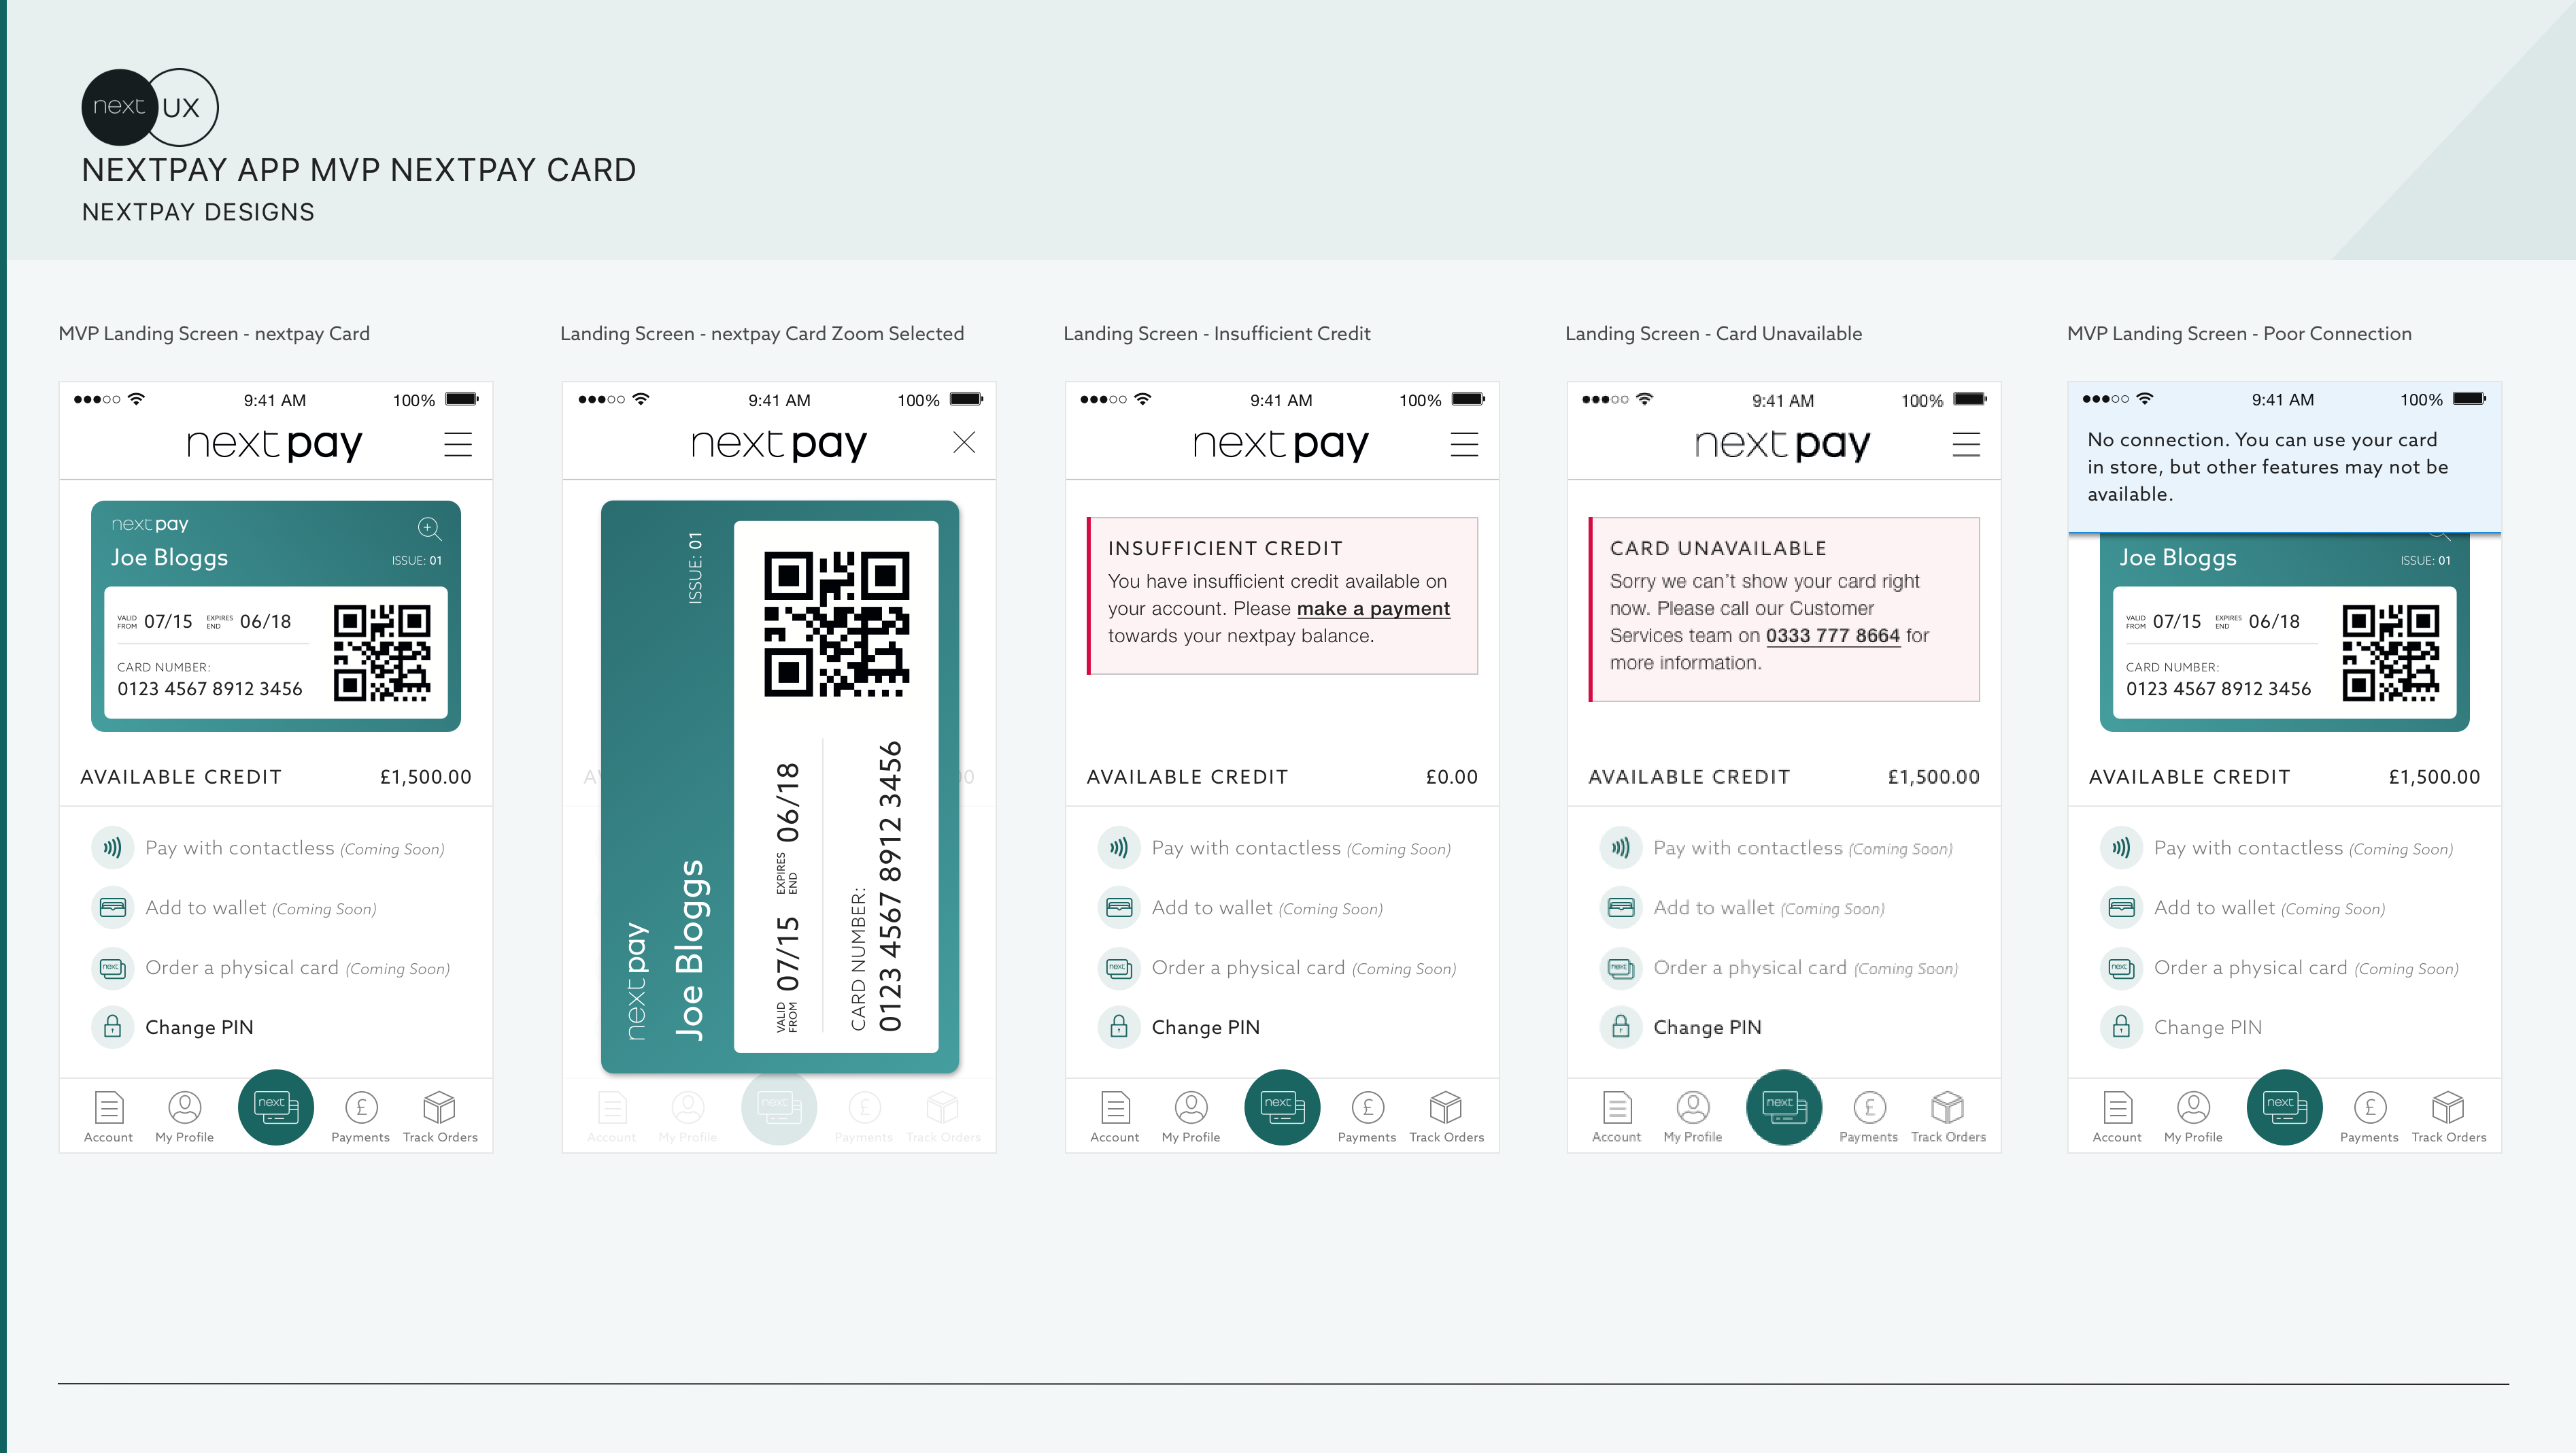 next UX
NEXTPAY APP MVP NEXTPAY CARD
NEXTPAY DESIGNS
MVP Landing Screen - nextpay Card
9:41 AM 100%
nextpay
nextpay
Joe Bloggs
ISSUE: 01
VALID FROM 07/15 EXPIRES END 06/18
CARD NUMBER:
0123 4567 8912 3456
AVAILABLE CREDIT £1,500.00
Pay with contactless (Coming Soon)
Add to wallet (Coming Soon)
next
Order a physical card (Coming Soon)
Change PIN
next
Account My Profile Payments Track Orders
Landing Screen - nextpay Card Zoom Selected
9:41 AM 100%
nextpay
nextpay
Joe Bloggs
ISSUE: 01
VALID FROM 07/15 EXPIRES END 06/18
CARD NUMBER:
0123 4567 8912 3456
AV 00
next
Account My Profile Payments Track Orders
Landing Screen - Insufficient Credit
9:41 AM 100%
nextpay
INSUFFICIENT CREDIT
You have insufficient credit available on
your account. Please make a payment
towards your nextpay balance.
AVAILABLE CREDIT £0.00
Pay with contactless (Coming Soon)
Add to wallet (Coming Soon)
next
Order a physical card (Coming Soon)
Change PIN
next
Account My Profile Payments Track Orders
Landing Screen - Card Unavailable
9:41 AM 100%
nextpay
CARD UNAVAILABLE
Sorry we can't show your card right
now. Please call our Customer
Services team on 0333 777 8664 for
more information.
AVAILABLE CREDIT £1,500.00
Pay with contactless (Coming Soon)
Add to wallet (Coming Soon)
next
Order a physical card (Coming Soon)
Change PIN
next
Account My Profile Payments Track Orders
MVP Landing Screen - Poor Connection
9:41 AM 100%
No connection. You can use your card
in store, but other features may not be
available.
Joe Bloggs
ISSUE: 01
VALID FROM 07/15 EXPIRES END 06/18
CARD NUMBER:
0123 4567 8912 3456
AVAILABLE CREDIT £1,500.00
Pay with contactless (Coming Soon)
Add to wallet (Coming Soon)
next
Order a physical card (Coming Soon)
Change PIN
next
Account My Profile Payments Track Orders